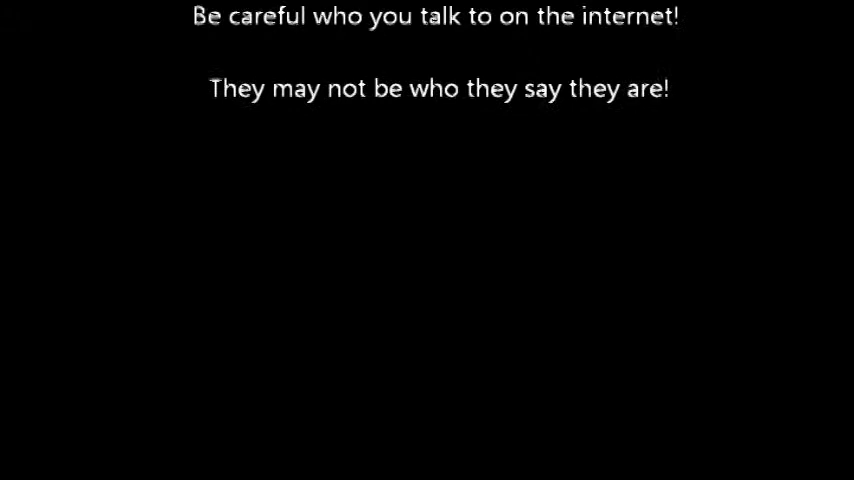 Be careful who you talk to on the internet!
They may not be who they say they are!